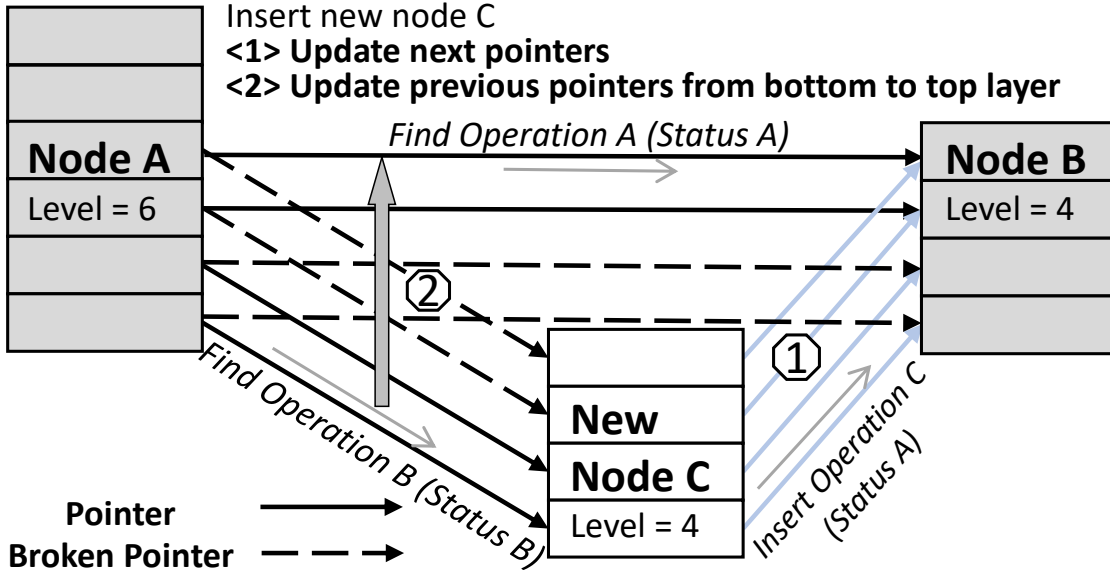 Insert new node C
<1> Update next pointers
<2> Update previous pointers from bottom to top layer
Find Operation A (Status A)
Node A
Level = 6
Node B
Level = 4
2
1
New
Node C
Level = 4
Find Operation B (Status B)
Insert Operation C
(Status A)
Pointer
Broken Pointer